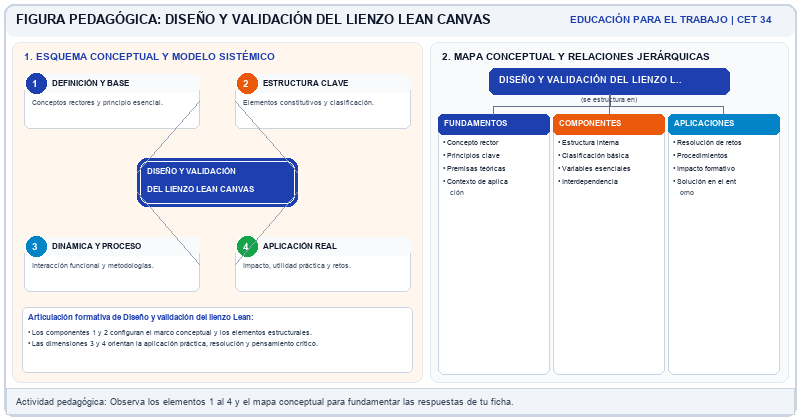 FIGURA PEDAGÓGICA: DISEÑO Y VALIDACIÓN DEL LIENZO LEAN CANVAS
EDUCACIÓN PARA EL TRABAJO | CET 34
1. ESQUEMA CONCEPTUAL Y MODELO SISTÉMICO
1 DEFINICIÓN Y BASE
Conceptos rectores y principio esencial.
2 ESTRUCTURA CLAVE
Elementos constitutivos y clasificación.
DISEÑO Y VALIDACIÓN
DEL LIENZO LEAN CANVAS
3 DINÁMICA Y PROCESO
Interacción funcional y metodologías.
4 APLICACIÓN REAL
Impacto, utilidad práctica y retos.
Articulación formativa de Diseño y validación del lienzo Lean:
• Los componentes 1 y 2 configuran el marco conceptual y los elementos estructurales.
• Las dimensiones 3 y 4 orientan la aplicación práctica, resolución y pensamiento crítico.
2. MAPA CONCEPTUAL Y RELACIONES JERÁRQUICAS
DISEÑO Y VALIDACIÓN DEL LIENZO L..
(se estructura en)
FUNDAMENTOS
• Concepto rector
• Principios clave
• Premisas teóricas
• Contexto de aplica
ción
COMPONENTES
• Estructura interna
• Clasificación básica
• Variables esenciales
• Interdependencia
APLICACIONES
• Resolución de retos
• Procedimientos
• Impacto formativo
• Solución en el ent
orno
Actividad pedagógica: Observa los elementos 1 al 4 y el mapa conceptual para fundamentar las respuestas de tu ficha.